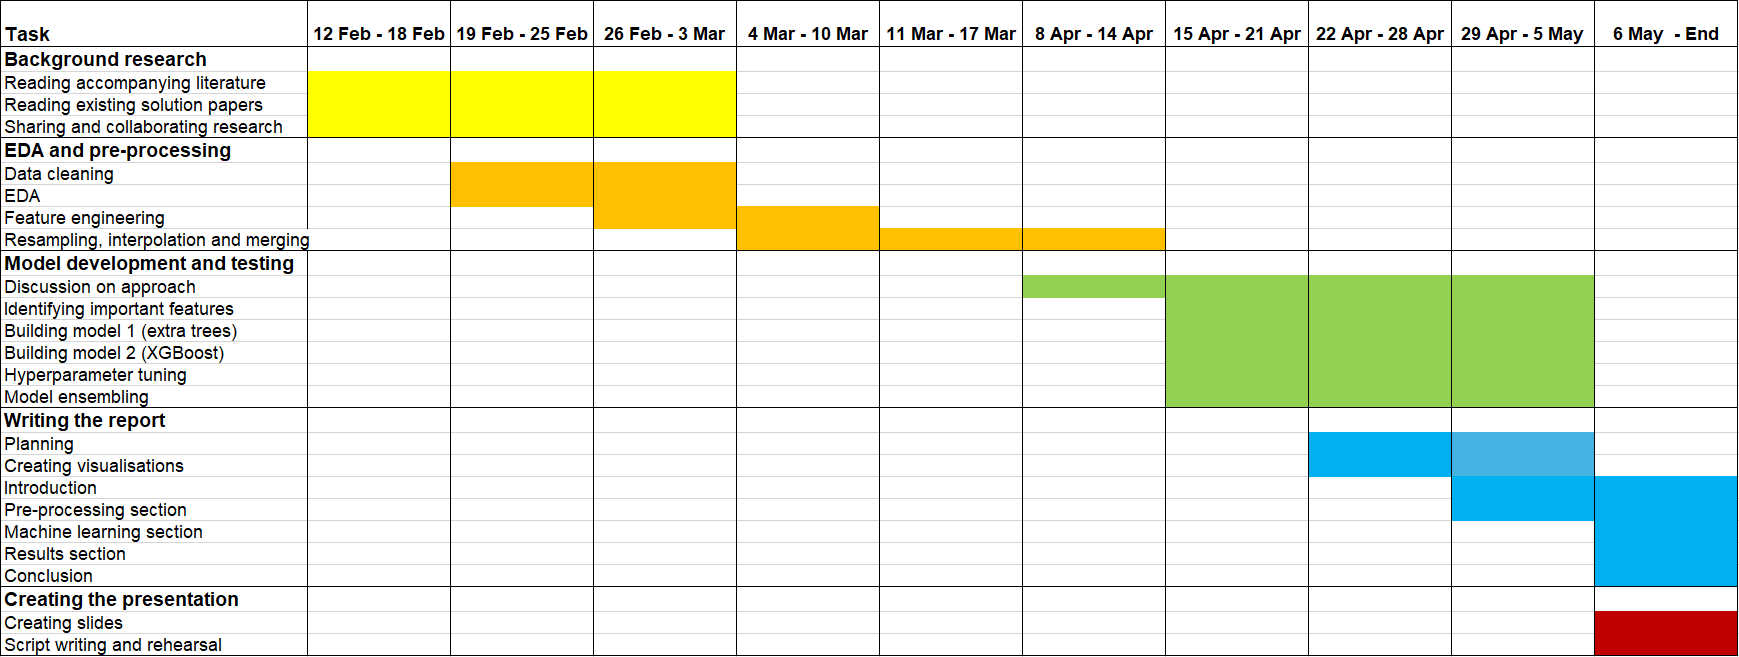 Task 12 Feb - 18 Feb 19 Feb - 25 Feb 26 Feb - 3 Mar 4 Mar - 10 Mar 11 Mar - 17 Mar 8 Apr - 14 Apr 15 Apr - 21 Apr 22 Apr - 28 Apr 29 Apr - 5 May 6 May - End
Background research
Reading accompanying literature
Reading existing solution papers
Sharing and collaborating research
EDA and pre-processing
Data cleaning
EDA
Feature engineering
Resampling, interpolation and merging
Model development and testing
Discussion on approach
Identifying important features
Building model 1 (extra trees)
Building model 2 (XGBoost)
Hyperparameter tuning
Model ensembling
Writing the report
Planning
Creating visualisations
Introduction
Pre-processing section
Machine learning section
Results section
Conclusion
Creating the presentation
Creating slides
Script writing and rehearsal